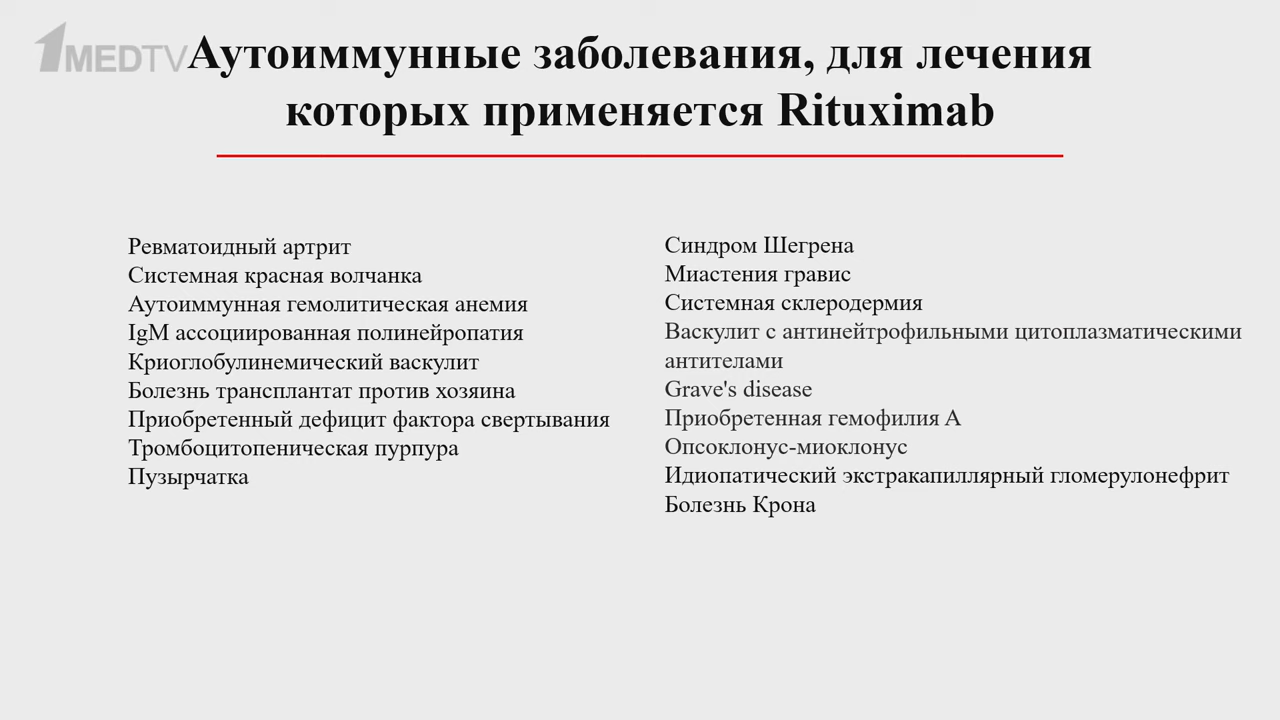 1MEDTV
Аутоиммунные заболевания, для лечения
которых применяется Rituximab
Ревматоидный артрит
Системная красная волчанка
Аутоиммунная гемолитическая анемия
IgM ассоциированная полинейропатия
Криоглобулинемический васкулит
Болезнь трансплантат против хозяина
Приобретенный дефицит фактора свертывания
Тромбоцитопеническая пурпура
Пузырчатка
Синдром Шегрена
Миастения гравис
Системная склеродермия
Васкулит с антинейтрофильными цитоплазматическими
антителами
Grave's disease
Приобретенная гемофилия А
Опсоклонус-миоклонус
Идиопатический экстракапиллярный гломерулонефрит
Болезнь Крона